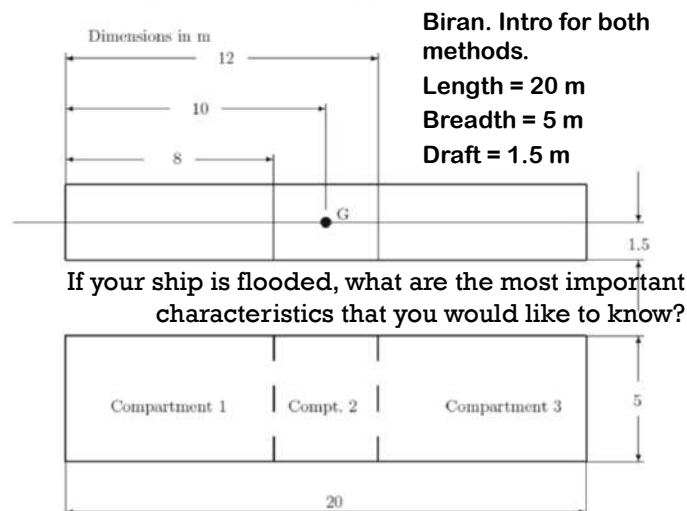 Biran. Intro for both
methods.
Length = 20 m
Breadth = 5 m
Draft = 1.5 m
Dimensions in m
12
10
8
G
1.5
If your ship is flooded, what are the most important
characteristics that you would like to know?
Compartment 1
Compt. 2
Compartment 3
5
20